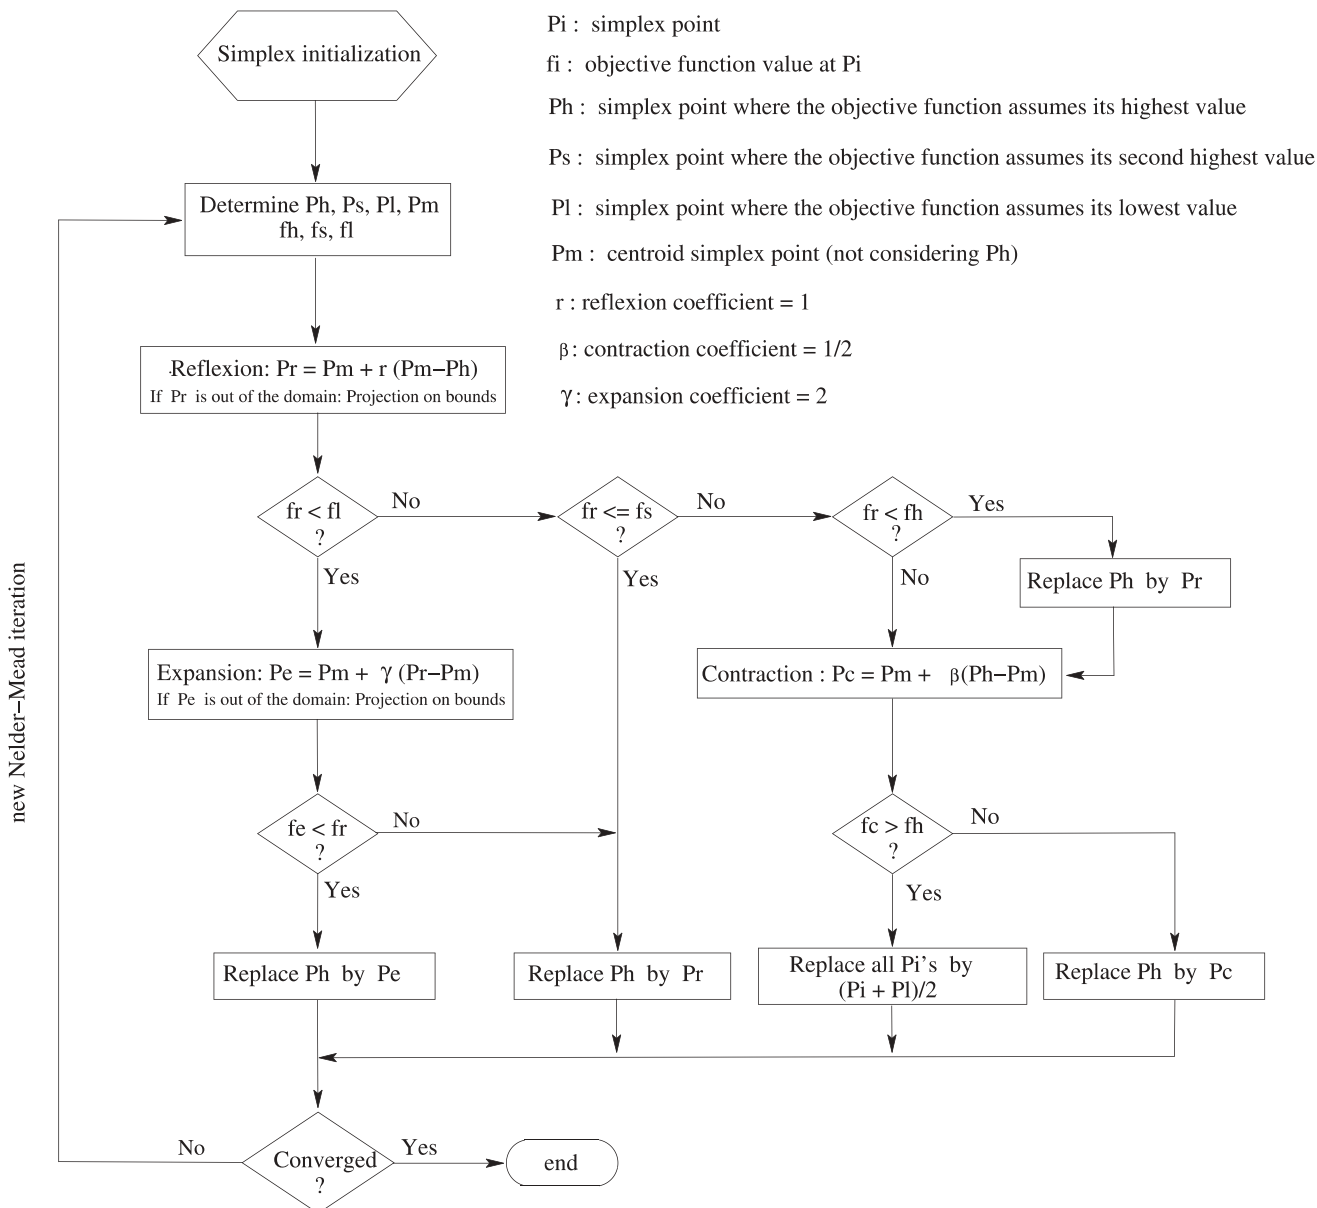 Simplex initialization
Pi : simplex point
fi : objective function value at Pi
Ph : simplex point where the objective function assumes its highest value
Ps : simplex point where the objective function assumes its second highest value
Pl : simplex point where the objective function assumes its lowest value
Pm : centroid simplex point (not considering Ph)
r : reflexion coefficient = 1
β : contraction coefficient = 1/2
γ : expansion coefficient = 2
Determine Ph, Ps, Pl, Pm
fh, fs, fl
Reflexion: Pr = Pm + r (Pm−Ph)
If Pr is out of the domain: Projection on bounds
fr < fl
?
No
Yes
fr <= fs
?
No
Yes
fr < fh
?
Yes
No
Replace Ph by Pr
Expansion: Pe = Pm + γ (Pr−Pm)
If Pe is out of the domain: Projection on bounds
Contraction : Pc = Pm + β(Ph−Pm)
fe < fr
?
No
Yes
fc > fh
?
No
Yes
Replace Ph by Pe
Replace Ph by Pr
Replace all Pi's by
(Pi + Pl)/2
Replace Ph by Pc
Converged
?
No
Yes
end
new Nelder−Mead iteration